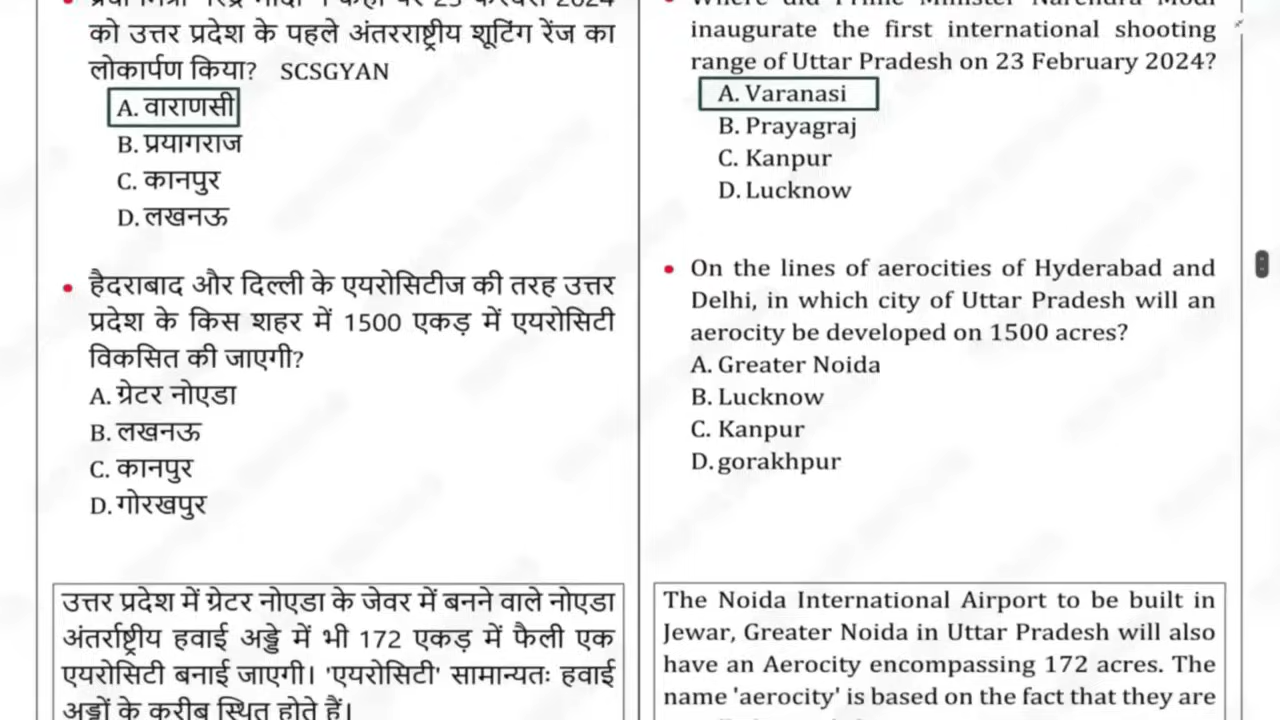 को उत्तर प्रदेश के पहले अंतरराष्ट्रीय शूटिंग रेंज का
लोकार्पण किया? SCSGYAN
A. वाराणसी
B. प्रयागराज
C. कानपुर
D. लखनऊ
हैदराबाद और दिल्ली के एयरोसिटीज की तरह उत्तर
प्रदेश के किस शहर में 1500 एकड़ में एयरोसिटी
विकसित की जाएगी?
A. ग्रेटर नोएडा
B. लखनऊ
C. कानपुर
D. गोरखपुर
उत्तर प्रदेश में ग्रेटर नोएडा के जेवर में बनने वाले नोएडा
अंतर्राष्ट्रीय हवाई अड्डे में भी 172 एकड़ में फैली एक
एयरोसिटी बनाई जाएगी। 'एयरोसिटी' सामान्यतः हवाई
अड्डों के करीब स्थित होते हैं।
Where did Prime Minister Narendra Modi
inaugurate the first international shooting
range of Uttar Pradesh on 23 February 2024?
A. Varanasi
B. Prayagraj
C. Kanpur
D. Lucknow
On the lines of aerocities of Hyderabad and
Delhi, in which city of Uttar Pradesh will an
aerocity be developed on 1500 acres?
A. Greater Noida
B. Lucknow
C. Kanpur
D. gorakhpur
The Noida International Airport to be built in
Jewar, Greater Noida in Uttar Pradesh will also
have an Aerocity encompassing 172 acres. The
name 'aerocity' is based on the fact that they are